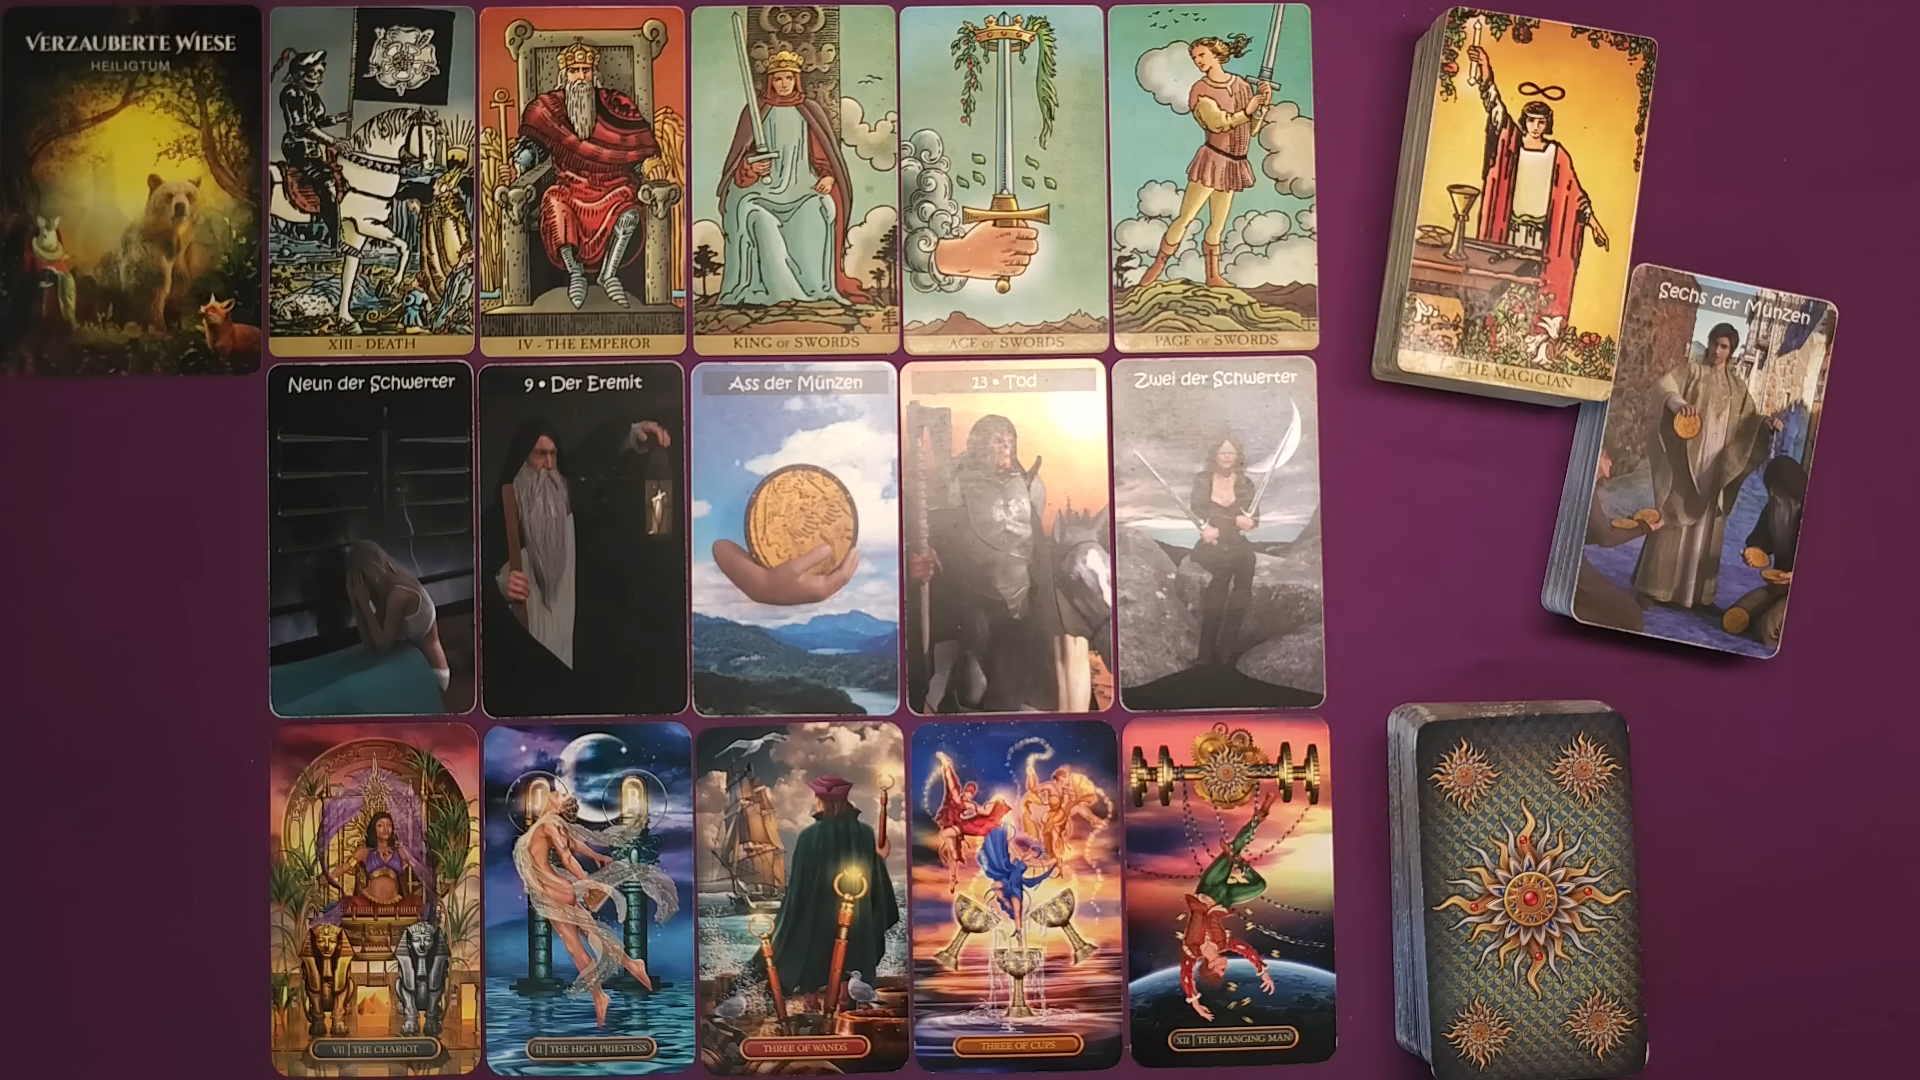 VERZAUBERTE WIESE
HEILIGTUM
XIII - DEATH
IV - THE EMPEROR
KING OF SWORDS
ACE OF SWORDS
PAGE OF SWORDS
I - THE MAGICIAN
Sechs der Münzen
Neun der Schwerter
9 • Der Eremit
Ass der Münzen
13 • Tod
Zwei der Schwerter
VII | THE CHARIOT
II | THE HIGH PRIESTESS
THREE OF WANDS
THREE OF CUPS
XII | THE HANGING MAN